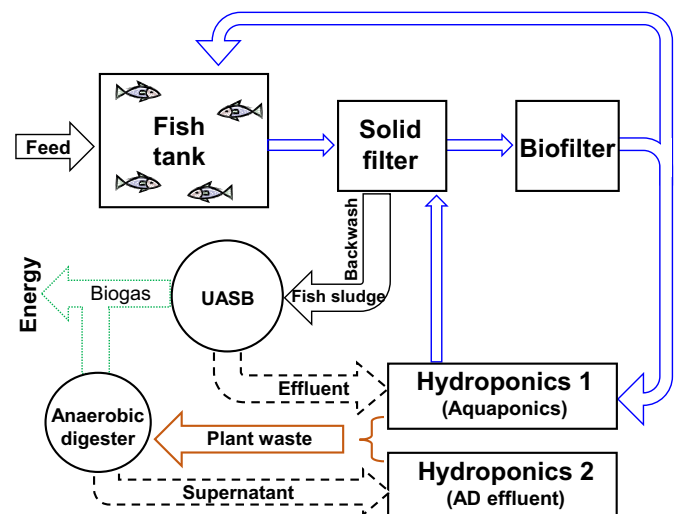 Fish
tank
Solid
filter
Biofilter
Feed
Backwash
Fish sludge
Energy
Biogas
UASB
Effluent
Hydroponics 1
(Aquaponics)
Anaerobic
digester
Plant waste
Hydroponics 2
(AD effluent)
Supernatant